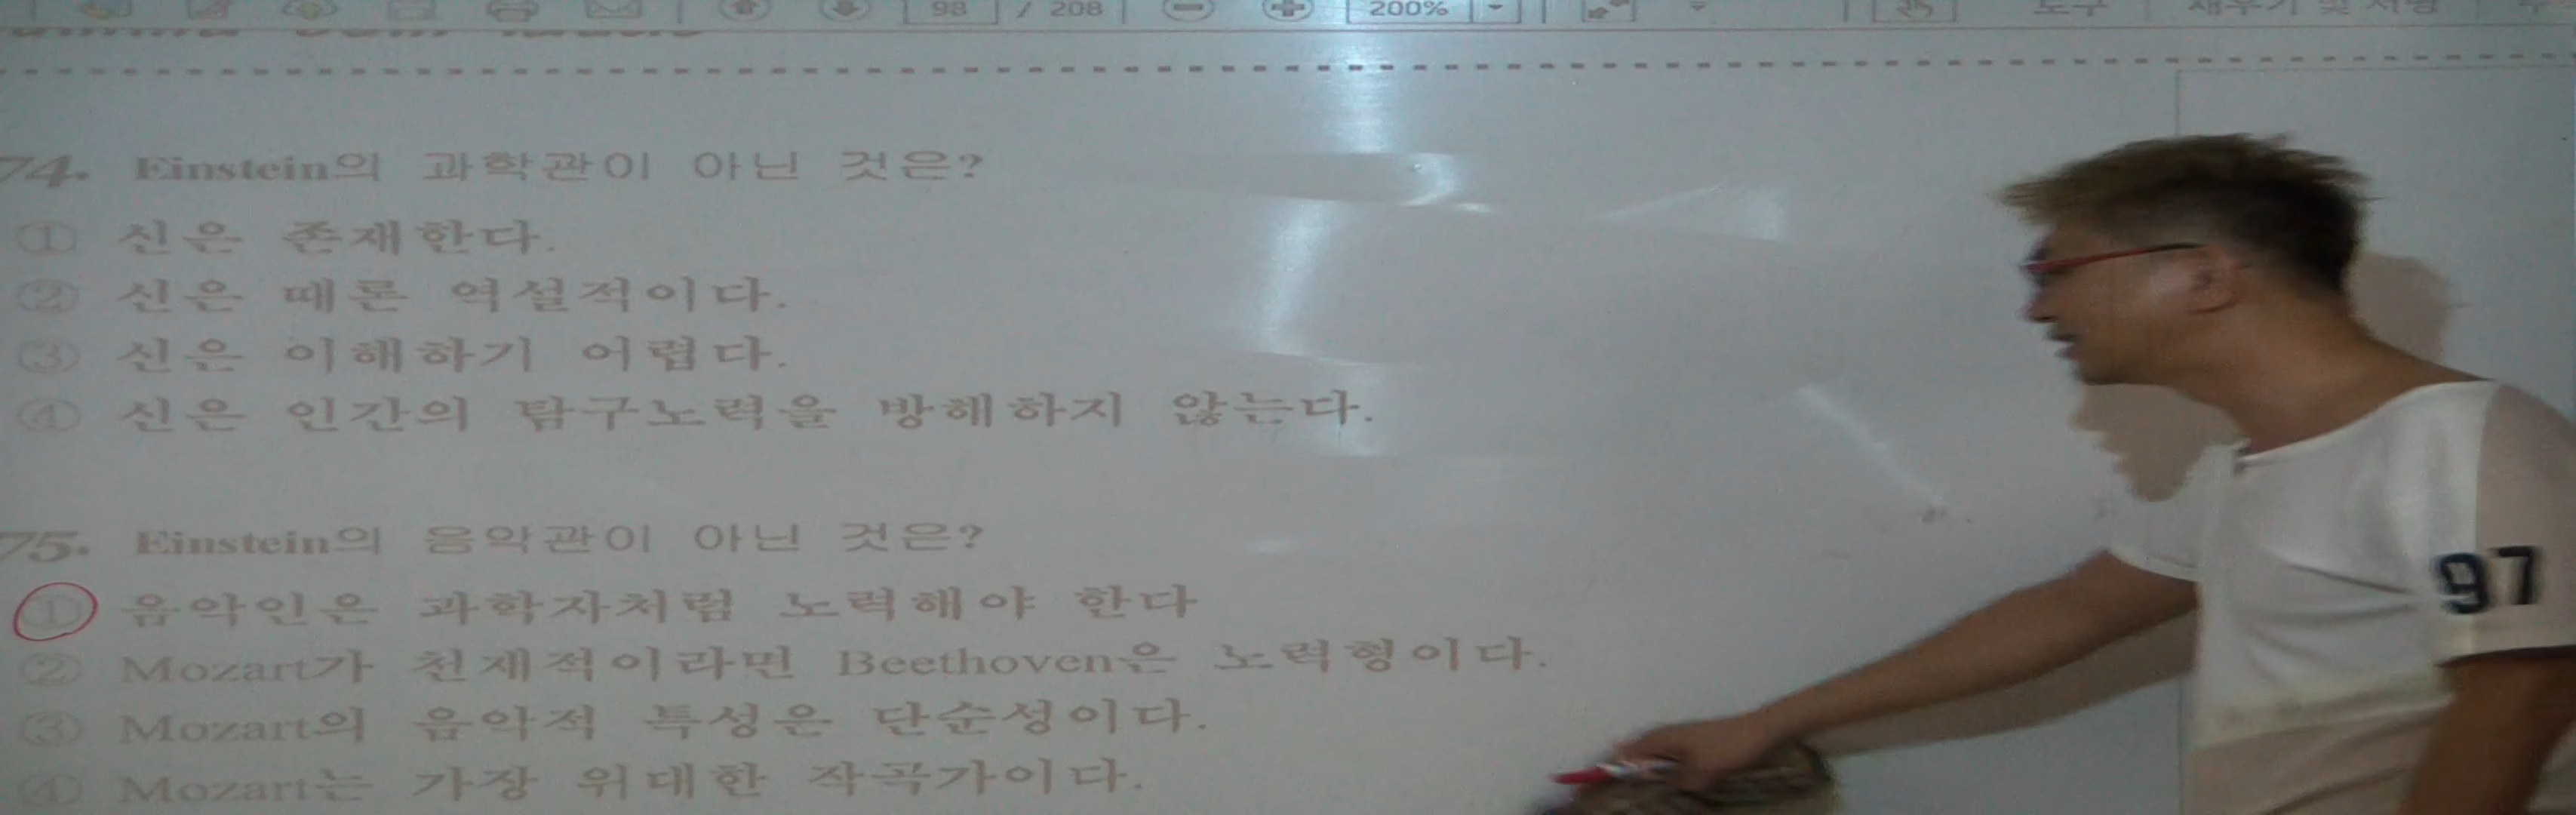 98 / 208 200% 도구
74. Einstein의 과학관이 아닌 것은?
① 신은 존재한다.
② 신은 때론 역설적이다.
③ 신은 이해하기 어렵다.
④ 신은 인간의 탐구노력을 방해하지 않는다.
75. Einstein의 음악관이 아닌 것은?
① 음악인은 과학자처럼 노력해야 한다
② Mozart가 천재적이라면 Beethoven은 노력형이다.
③ Mozart의 음악적 특성은 단순성이다.
④ Mozart는 가장 위대한 작곡가이다.
97